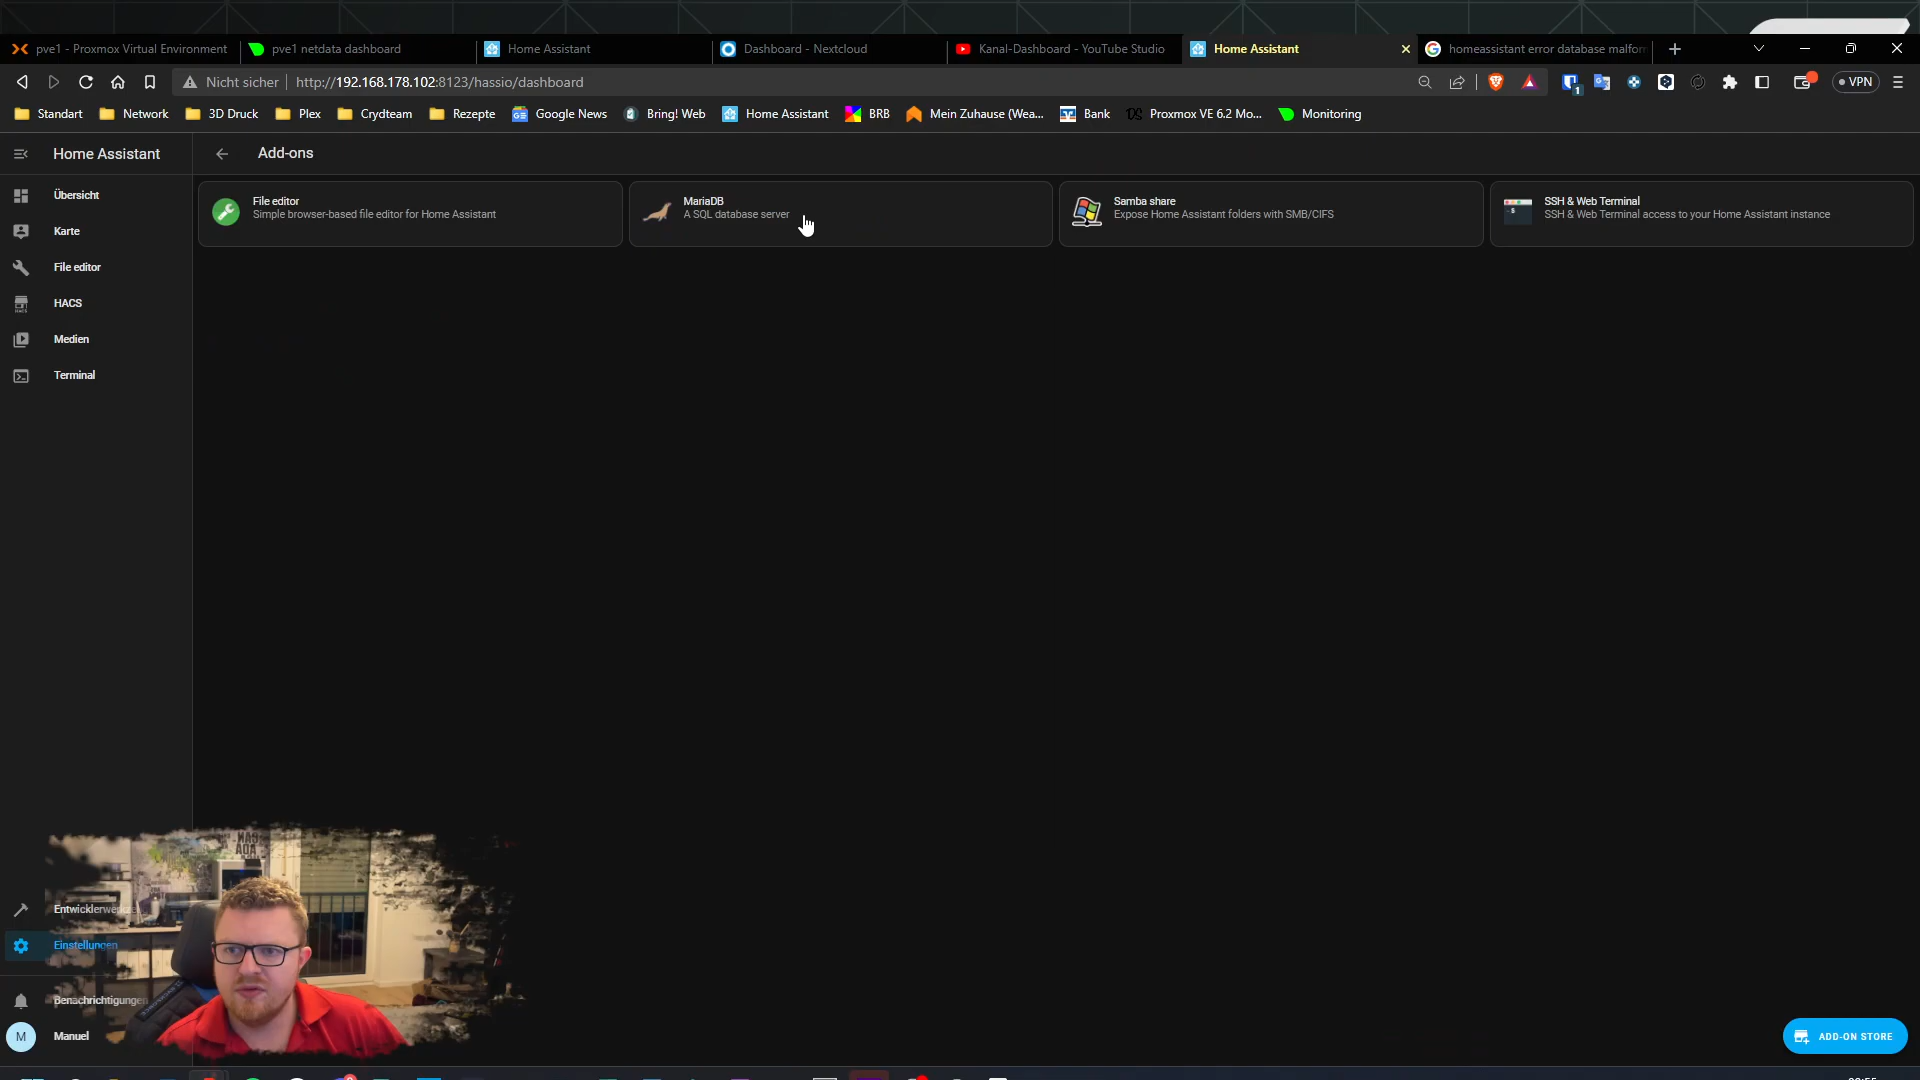 pve1 - Proxmox Virtual Environment
pve1 netdata dashboard
Home Assistant
Dashboard - Nextcloud
Kanal-Dashboard - YouTube Studio
Home Assistant
homeassistant error database malfor
Nicht sicher
http://192.168.178.102:8123/hassio/dashboard
1
VPN
Standart
Network
3D Druck
Plex
Crydteam
Rezepte
Google News
Bring! Web
Home Assistant
BRB
Mein Zuhause (Wea...
Bank
Proxmox VE 6.2 Mo...
Monitoring
Home Assistant
Add-ons
Übersicht
Karte
File editor
HACS
Medien
Terminal
File editor
Simple browser-based file editor for Home Assistant
MariaDB
A SQL database server
Samba share
Expose Home Assistant folders with SMB/CIFS
SSH & Web Terminal
SSH & Web Terminal access to your Home Assistant instance
Einstellungen
Benachrichtigungen
M
Manuel
ADD-ON STORE